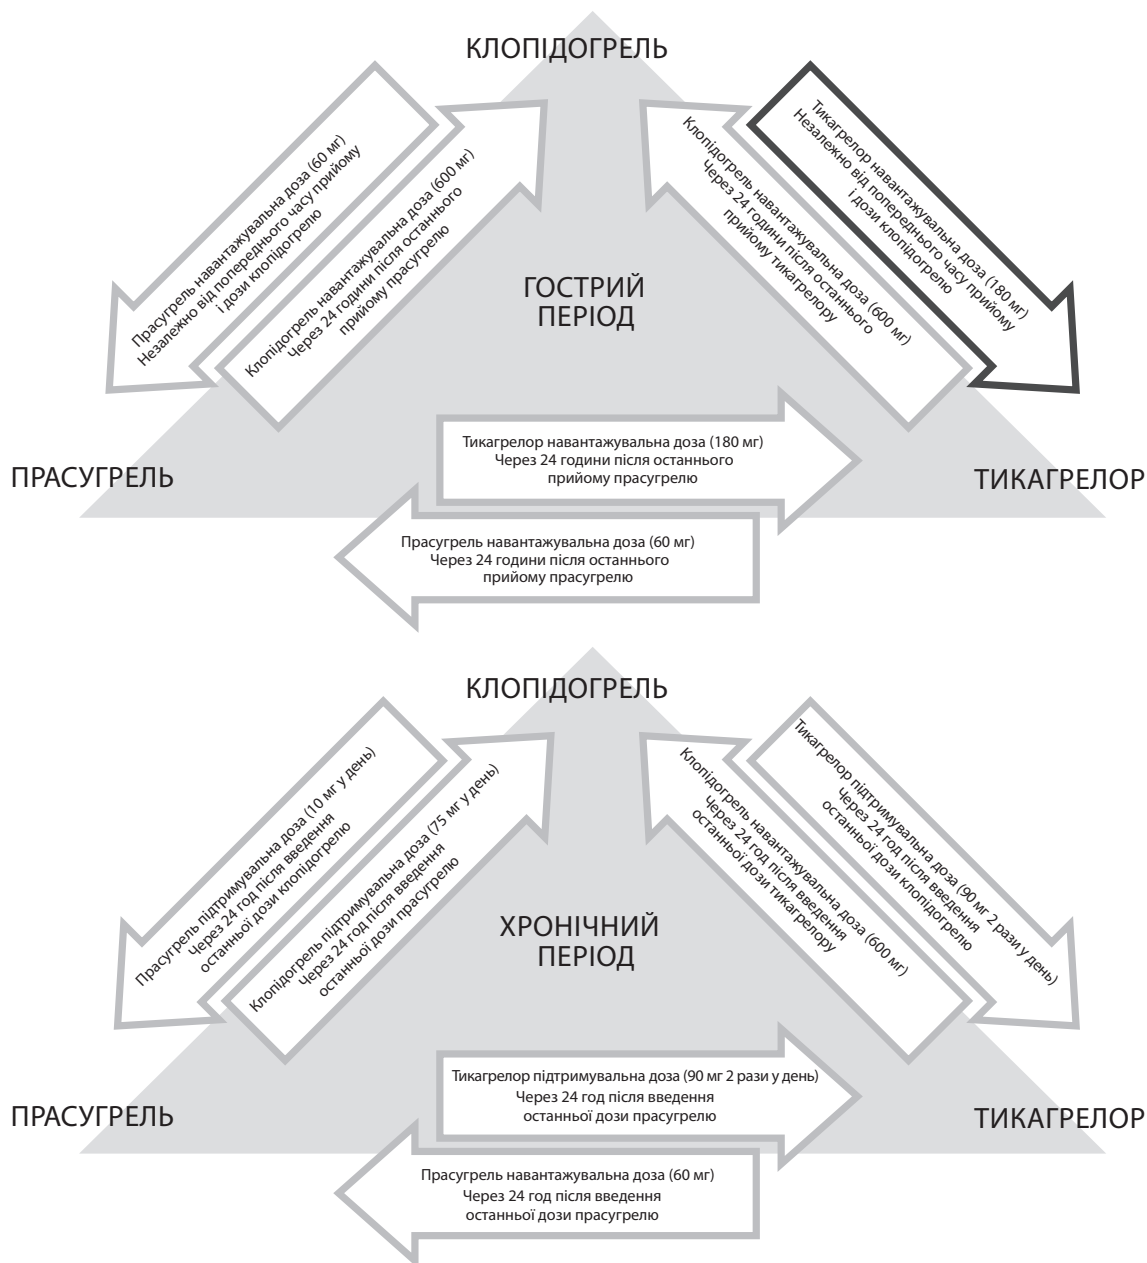 КЛОПІДОГРЕЛЬ
Прасугрель навантажувальна доза (60 мг)
Незалежно від попереднього часу прийому
і дози клопідогрелю
Клопідогрель навантажувальна доза (600 мг)
Через 24 години після останнього
прийому прасугрелю
Клопідогрель навантажувальна доза (600 мг)
Через 24 години після останнього
прийому тикагрелору
Тикагрелор навантажувальна доза (180 мг)
Незалежно від попереднього часу прийому
і дози клопідогрелю
ГОСТРИЙ
ПЕРІОД
ПРАСУГРЕЛЬ
Тикагрелор навантажувальна доза (180 мг)
Через 24 години після останнього
прийому прасугрелю
ТИКАГРЕЛОР
Прасугрель навантажувальна доза (60 мг)
Через 24 години після останнього
прийому прасугрелю
КЛОПІДОГРЕЛЬ
Прасугрель підтримувальна доза (10 мг у день)
Через 24 год після введення
останньої дози клопідогрелю
Клопідогрель підтримувальна доза (75 мг у день)
Через 24 год після введення
останньої дози прасугрелю
Клопідогрель навантажувальна доза (600 мг)
Через 24 год після введення
останньої дози тикагрелору
Тикагрелор підтримувальна доза (90 мг 2 рази у день)
Через 24 год після введення
останньої дози клопідогрелю
ХРОНІЧНИЙ
ПЕРІОД
ПРАСУГРЕЛЬ
Тикагрелор підтримувальна доза (90 мг 2 рази у день)
Через 24 год після введення
останньої дози прасугрелю
ТИКАГРЕЛОР
Прасугрель навантажувальна доза (60 мг)
Через 24 год після введення
останньої дози прасугрелю